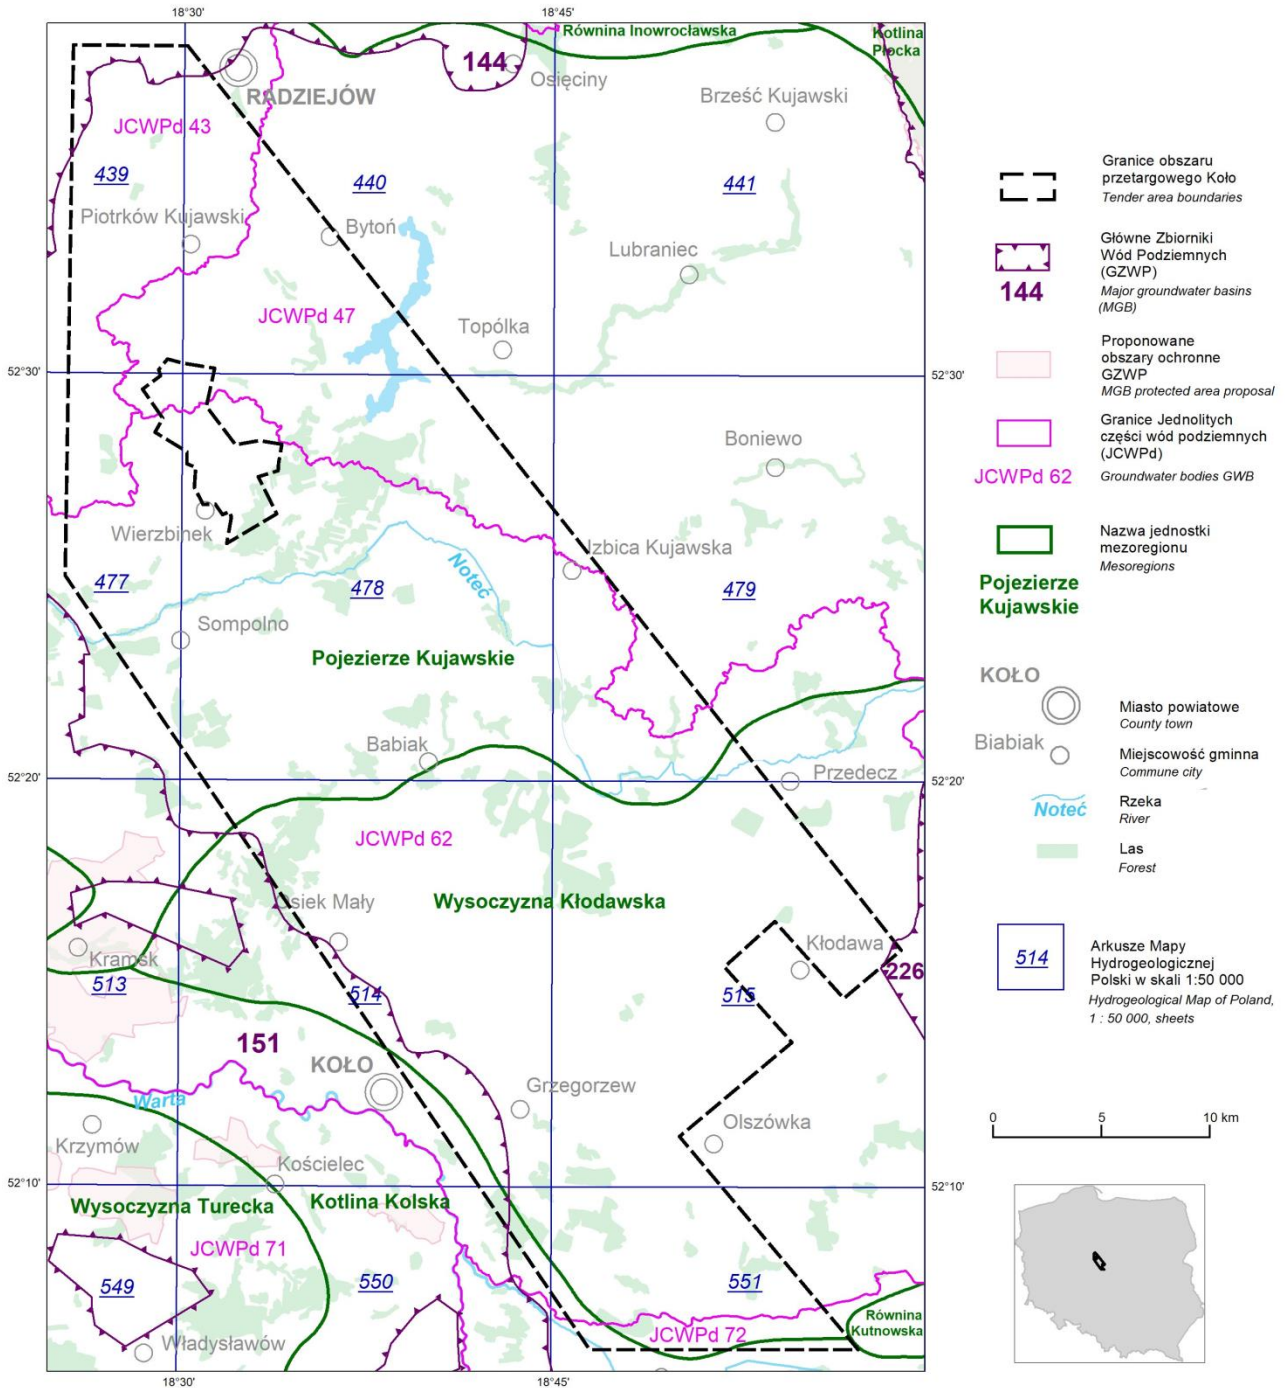 18°30'
18°45'
Równina Inowrocławska
Kotlina
Płocka
144
Osięciny
RADZIEJÓW
Brześć Kujawski
JCWPd 43
439
440
441
Piotrków Kujawski
Bytoń
Lubraniec
JCWPd 47
Topólka
52°30'
52°30'
Boniewo
Wierzbinek
Izbica Kujawska
Noteć
477
478
479
Sompolno
Pojezierze Kujawskie
Babiak
Przedecz
52°20'
52°20'
JCWPd 62
Osiek Mały
Wysoczyzna Kłodawska
Kłodawa
Kramsk
226
513
514
515
151
KOŁO
Grzegorzew
Warta
Krzymów
Olszówka
Kościelec
52°10'
52°10'
Wysoczyzna Turecka
Kotlina Kolska
JCWPd 71
549
550
551
Równina
Kutnowska
Władysławów
JCWPd 72
18°30'
18°45'
Granice obszaru
przetargowego Koło
Tender area boundaries
Główne Zbiorniki
Wód Podziemnych
(GZWP)
144
Major groundwater basins
(MGB)
Proponowane
obszary ochronne
GZWP
MGB protected area proposal
Granice Jednolitych
części wód podziemnych
(JCWPd)
JCWPd 62
Groundwater bodies GWB
Nazwa jednostki
mezoregionu
Mesoregions
Pojezierze
Kujawskie
KOŁO
Miasto powiatowe
County town
Biabiak
Miejscowość gminna
Commune city
Noteć
Rzeka
River
Las
Forest
514
Arkusze Mapy
Hydrogeologicznej
Polski w skali 1:50 000
Hydrogeological Map of Poland,
1 : 50 000, sheets
0 5 10 km